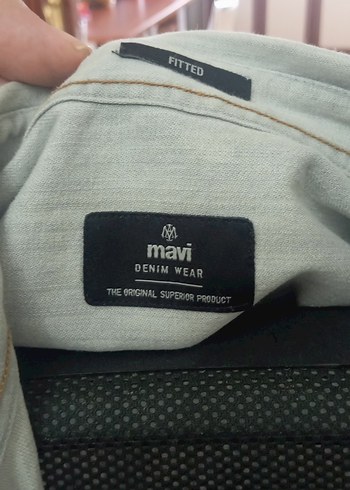 FITTED
mavi
DENIM WEAR
THE ORIGINAL SUPERIOR PRODUCT